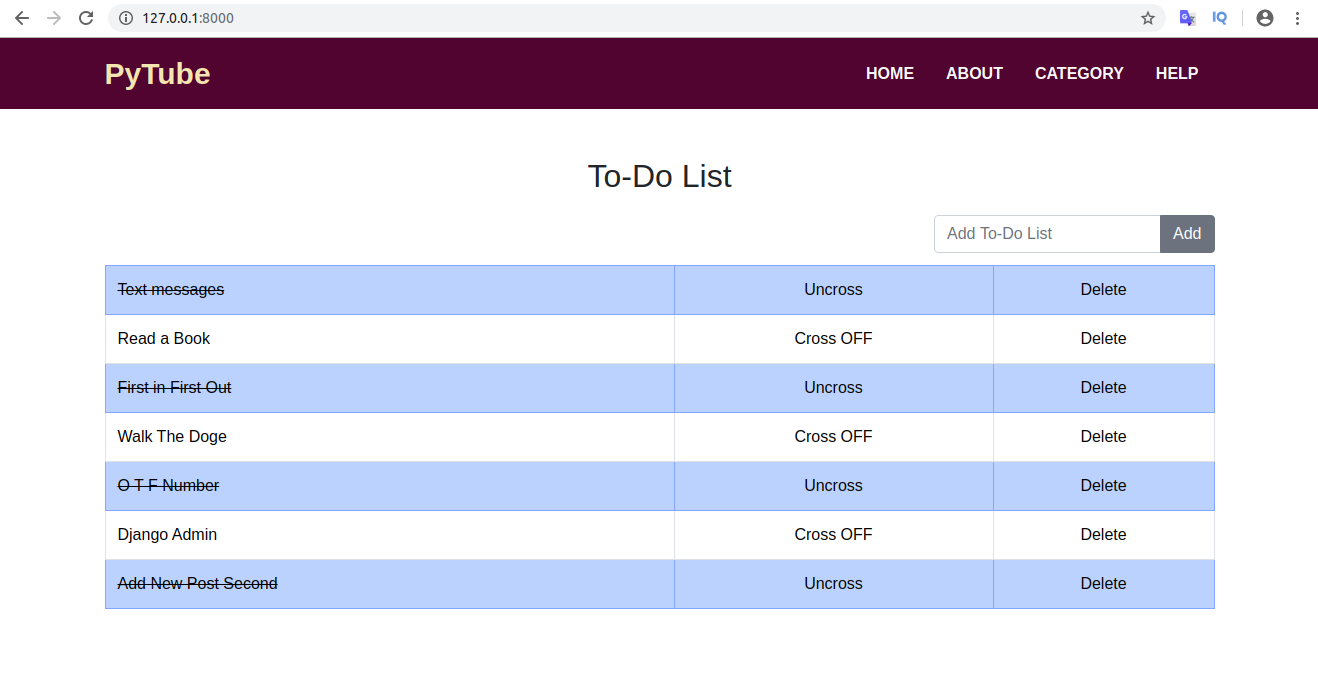 127.0.0.1:8000
PyTube HOME ABOUT CATEGORY HELP
To-Do List
Add To-Do List Add
Text messages Uncross Delete
Read a Book Cross OFF Delete
First in First Out Uncross Delete
Walk The Doge Cross OFF Delete
O T F Number Uncross Delete
Django Admin Cross OFF Delete
Add New Post Second Uncross Delete